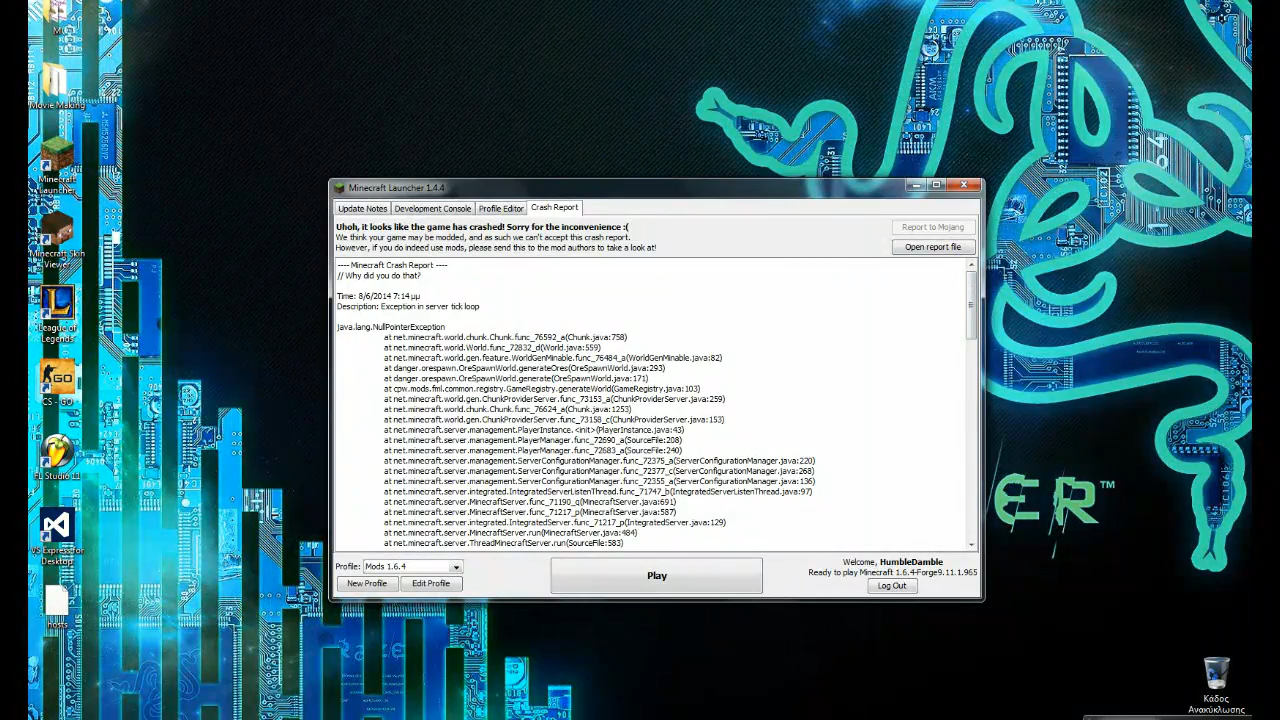 MUGI
Movie Making
Minecraft
Launcher
Minecraft Skin
Viewer
League of
Legends
CS - GO
FL Studio 11
VS Express for
Desktop
hosts
Minecraft Launcher 1.4.4
Update Notes
Development Console
Profile Editor
Crash Report
Uhoh, it looks like the game has crashed! Sorry for the inconvenience :(
We think your game may be modded, and as such we can't accept this crash report.
However, if you do indeed use mods, please send this to the mod authors to take a look at!
Report to Mojang
Open report file
---- Minecraft Crash Report ----
// Why did you do that?
Time: 8/6/2014 7:14 μμ
Description: Exception in server tick loop
java.lang.NullPointerException
at net.minecraft.world.chunk.Chunk.func_76592_a(Chunk.java:758)
at net.minecraft.world.World.func_72832_d(World.java:559)
at net.minecraft.world.gen.feature.WorldGenMinable.func_76484_a(WorldGenMinable.java:82)
at danger.orespawn.OreSpawnWorld.generateOres(OreSpawnWorld.java:293)
at danger.orespawn.OreSpawnWorld.generate(OreSpawnWorld.java:171)
at cpw.mods.fml.common.registry.GameRegistry.generateWorld(GameRegistry.java:103)
at net.minecraft.world.gen.ChunkProviderServer.func_73153_a(ChunkProviderServer.java:259)
at net.minecraft.world.chunk.Chunk.func_76624_a(Chunk.java:1253)
at net.minecraft.world.gen.ChunkProviderServer.func_73158_c(ChunkProviderServer.java:153)
at net.minecraft.server.management.PlayerInstance.<init>(PlayerInstance.java:43)
at net.minecraft.server.management.PlayerManager.func_72690_a(SourceFile:208)
at net.minecraft.server.management.PlayerManager.func_72683_a(SourceFile:240)
at net.minecraft.server.management.ServerConfigurationManager.func_72375_a(ServerConfigurationManager.java:220)
at net.minecraft.server.management.ServerConfigurationManager.func_72377_c(ServerConfigurationManager.java:268)
at net.minecraft.server.management.ServerConfigurationManager.func_72355_a(ServerConfigurationManager.java:136)
at net.minecraft.server.integrated.IntegratedServerListenThread.func_71747_b(IntegratedServerListenThread.java:97)
at net.minecraft.server.MinecraftServer.func_71190_q(MinecraftServer.java:691)
at net.minecraft.server.MinecraftServer.func_71217_p(MinecraftServer.java:587)
at net.minecraft.server.integrated.IntegratedServer.func_71217_p(IntegratedServer.java:129)
at net.minecraft.server.MinecraftServer.run(MinecraftServer.java:484)
at net.minecraft.server.ThreadMinecraftServer.run(SourceFile:583)
Profile: Mods 1.6.4
New Profile
Edit Profile
Play
Welcome, HumbleDamble
Ready to play Minecraft 1.6.4-Forge9.11.1.965
Log Out
ER™
Κάδος
Ανακύκλωσης